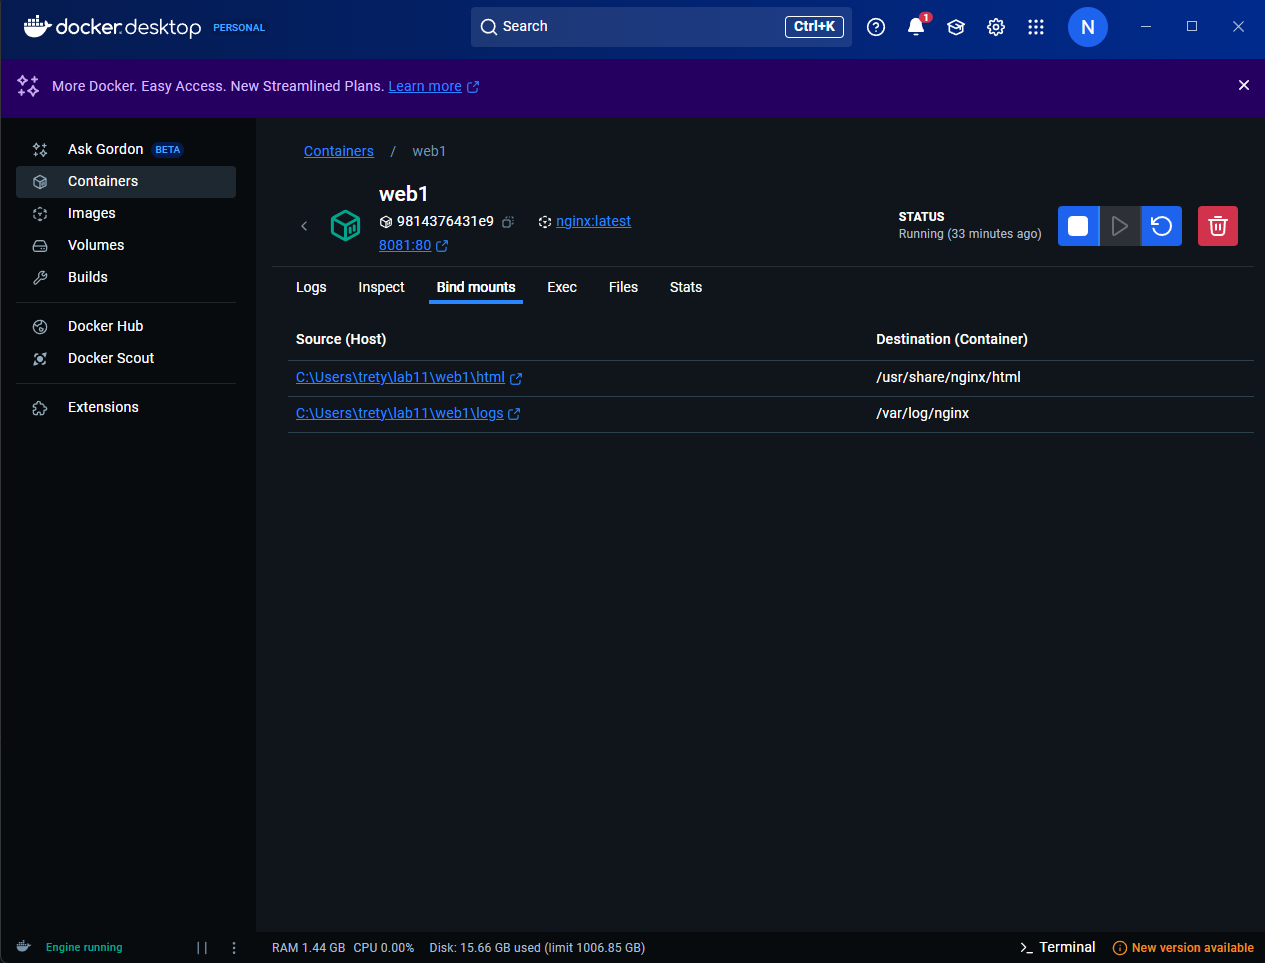 docker.desktop PERSONAL
Search Ctrl+K
1
N
More Docker. Easy Access. New Streamlined Plans. Learn more
Ask Gordon BETA
Containers
Images
Volumes
Builds
Docker Hub
Docker Scout
Extensions
Containers / web1
web1
9814376431e9 nginx:latest
8081:80
STATUS
Running (33 minutes ago)
Logs Inspect Bind mounts Exec Files Stats
Source (Host) Destination (Container)
C:\Users\trety\lab11\web1\html /usr/share/nginx/html
C:\Users\trety\lab11\web1\logs /var/log/nginx
Engine running RAM 1.44 GB CPU 0.00% Disk: 15.66 GB used (limit 1006.85 GB) >_ Terminal New version available